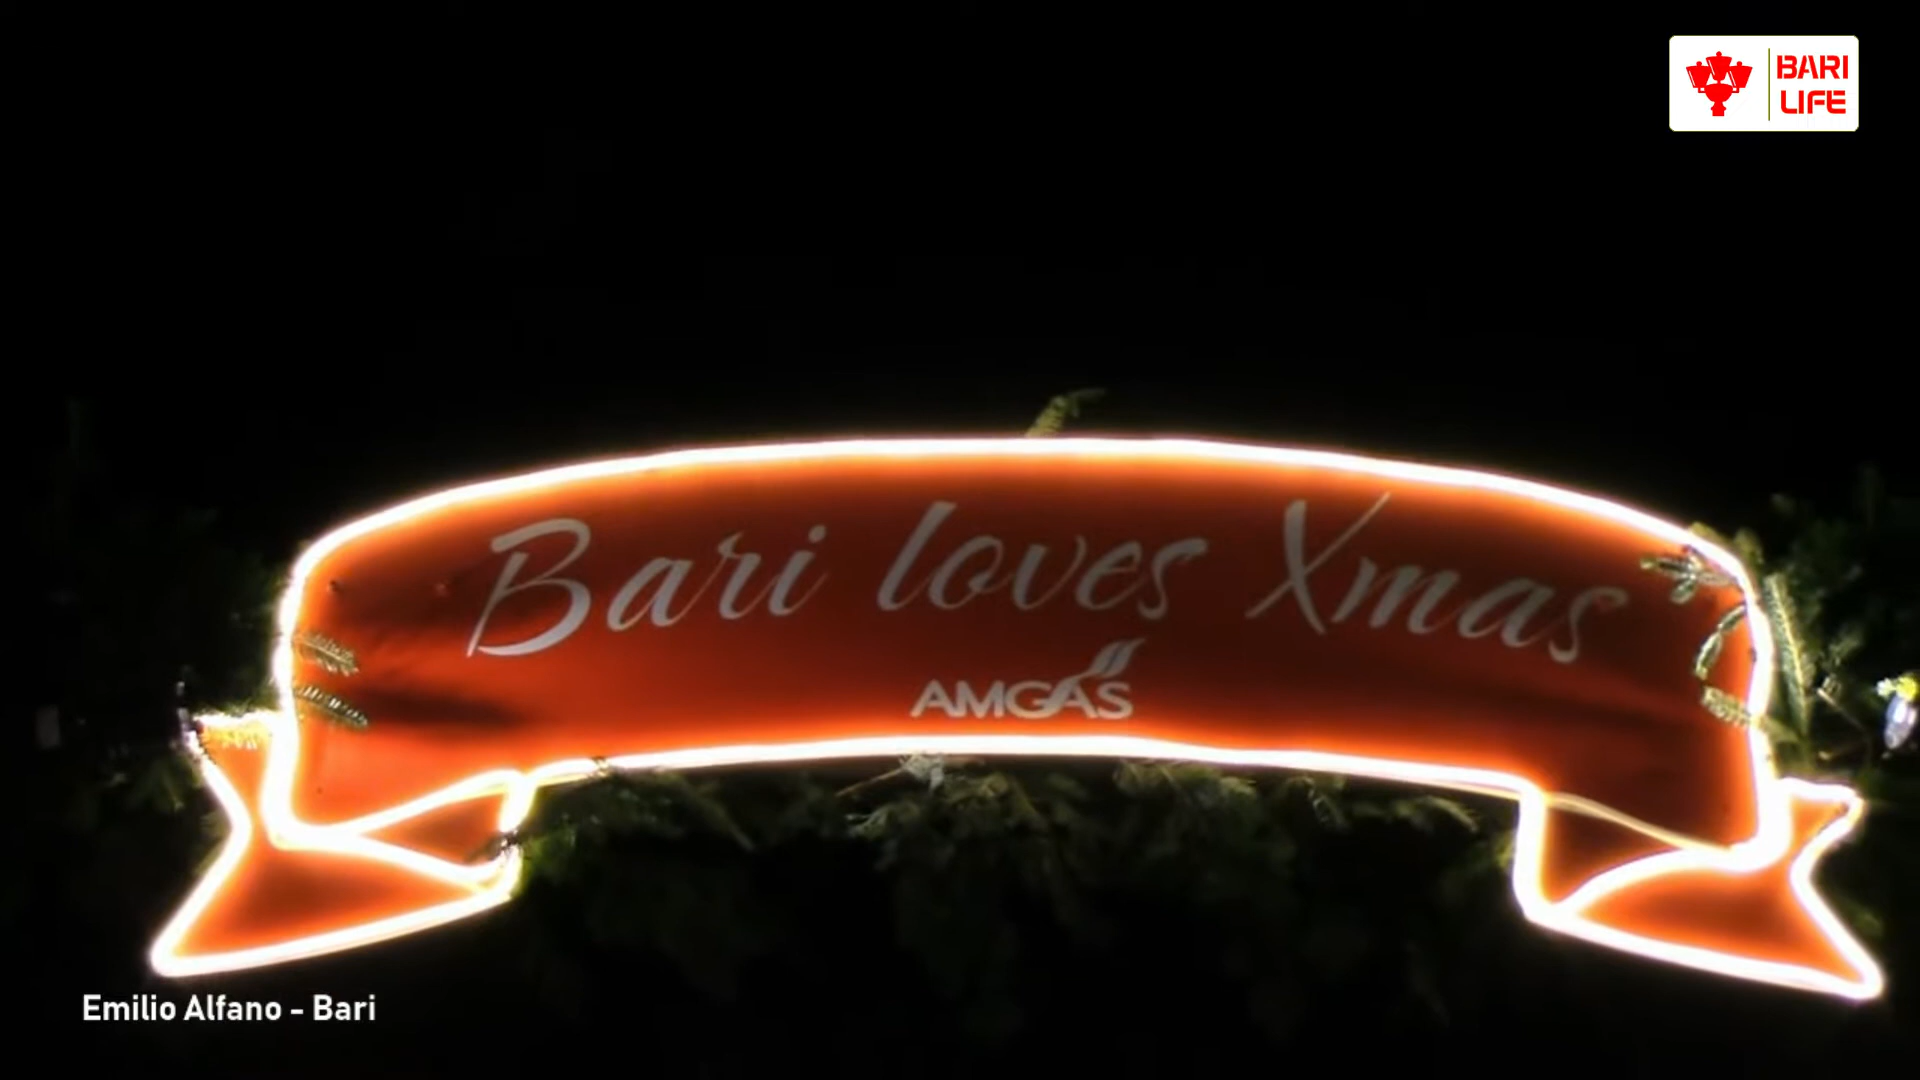 BARI
LIFE
Bari loves Xmas
AMGAS
Emilio Alfano - Bari